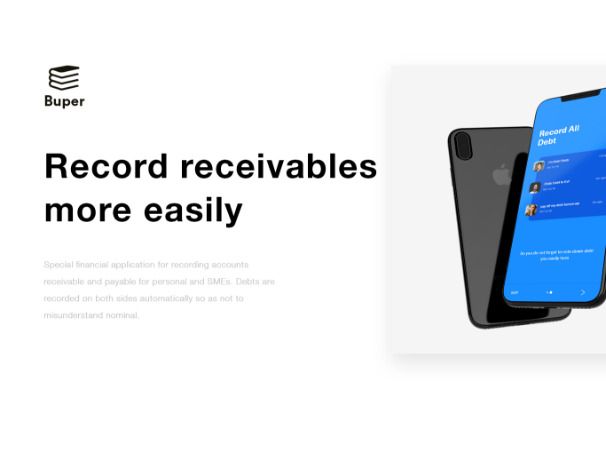 Buper
Record receivables
more easily
Special financial application for recording accounts
receivable and payable for personal and SMEs. Debts are
recorded on both sides automatically so as not to
misunderstand nominal.
Record All
Debt